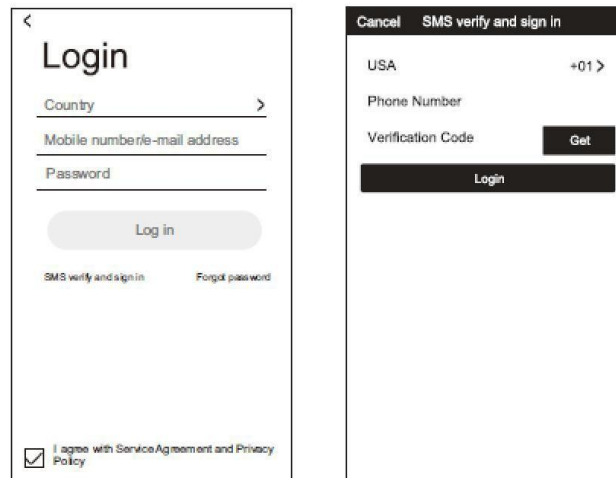 Login
Country
Mobile number/e-mail address
Password
Log in
SMS verify and sign in Forgot password
I agree with Service Agreement and Privacy
Policy
Cancel SMS verify and sign in
USA +01 >
Phone Number
Verification Code Get
Login